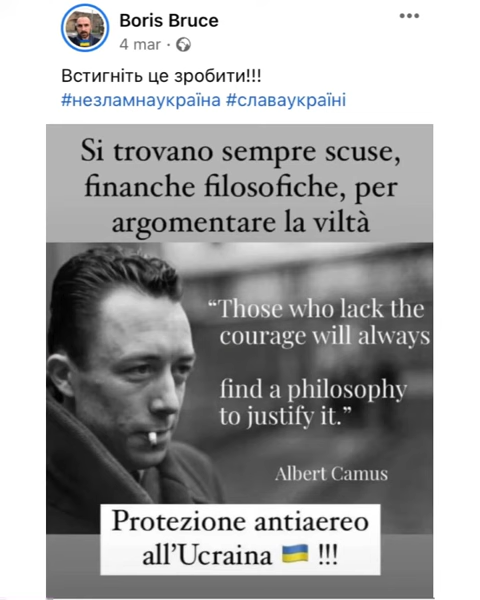 Boris Bruce
4 mar ·
Встигніть це зробити!!!
#незламнаукраїна #славаукраїні
Si trovano sempre scuse,
finanche filosofiche, per
argomentare la viltà
“Those who lack the
courage will always
find a philosophy
to justify it.”
Albert Camus
Protezione antiaereo
all’Ucraina 🇺🇦 !!!